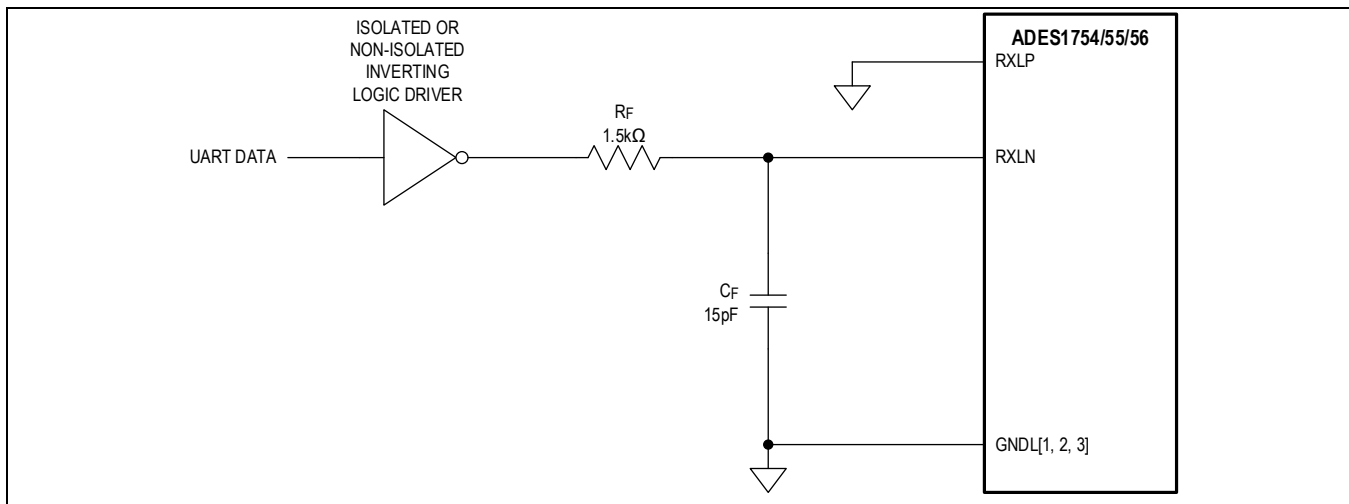 ISOLATED OR
NON-ISOLATED
INVERTING
LOGIC DRIVER
ADES1754/55/56
RXLP
RF
1.5kΩ
UART DATA
RXLN
CF
15pF
GNDL[1, 2, 3]